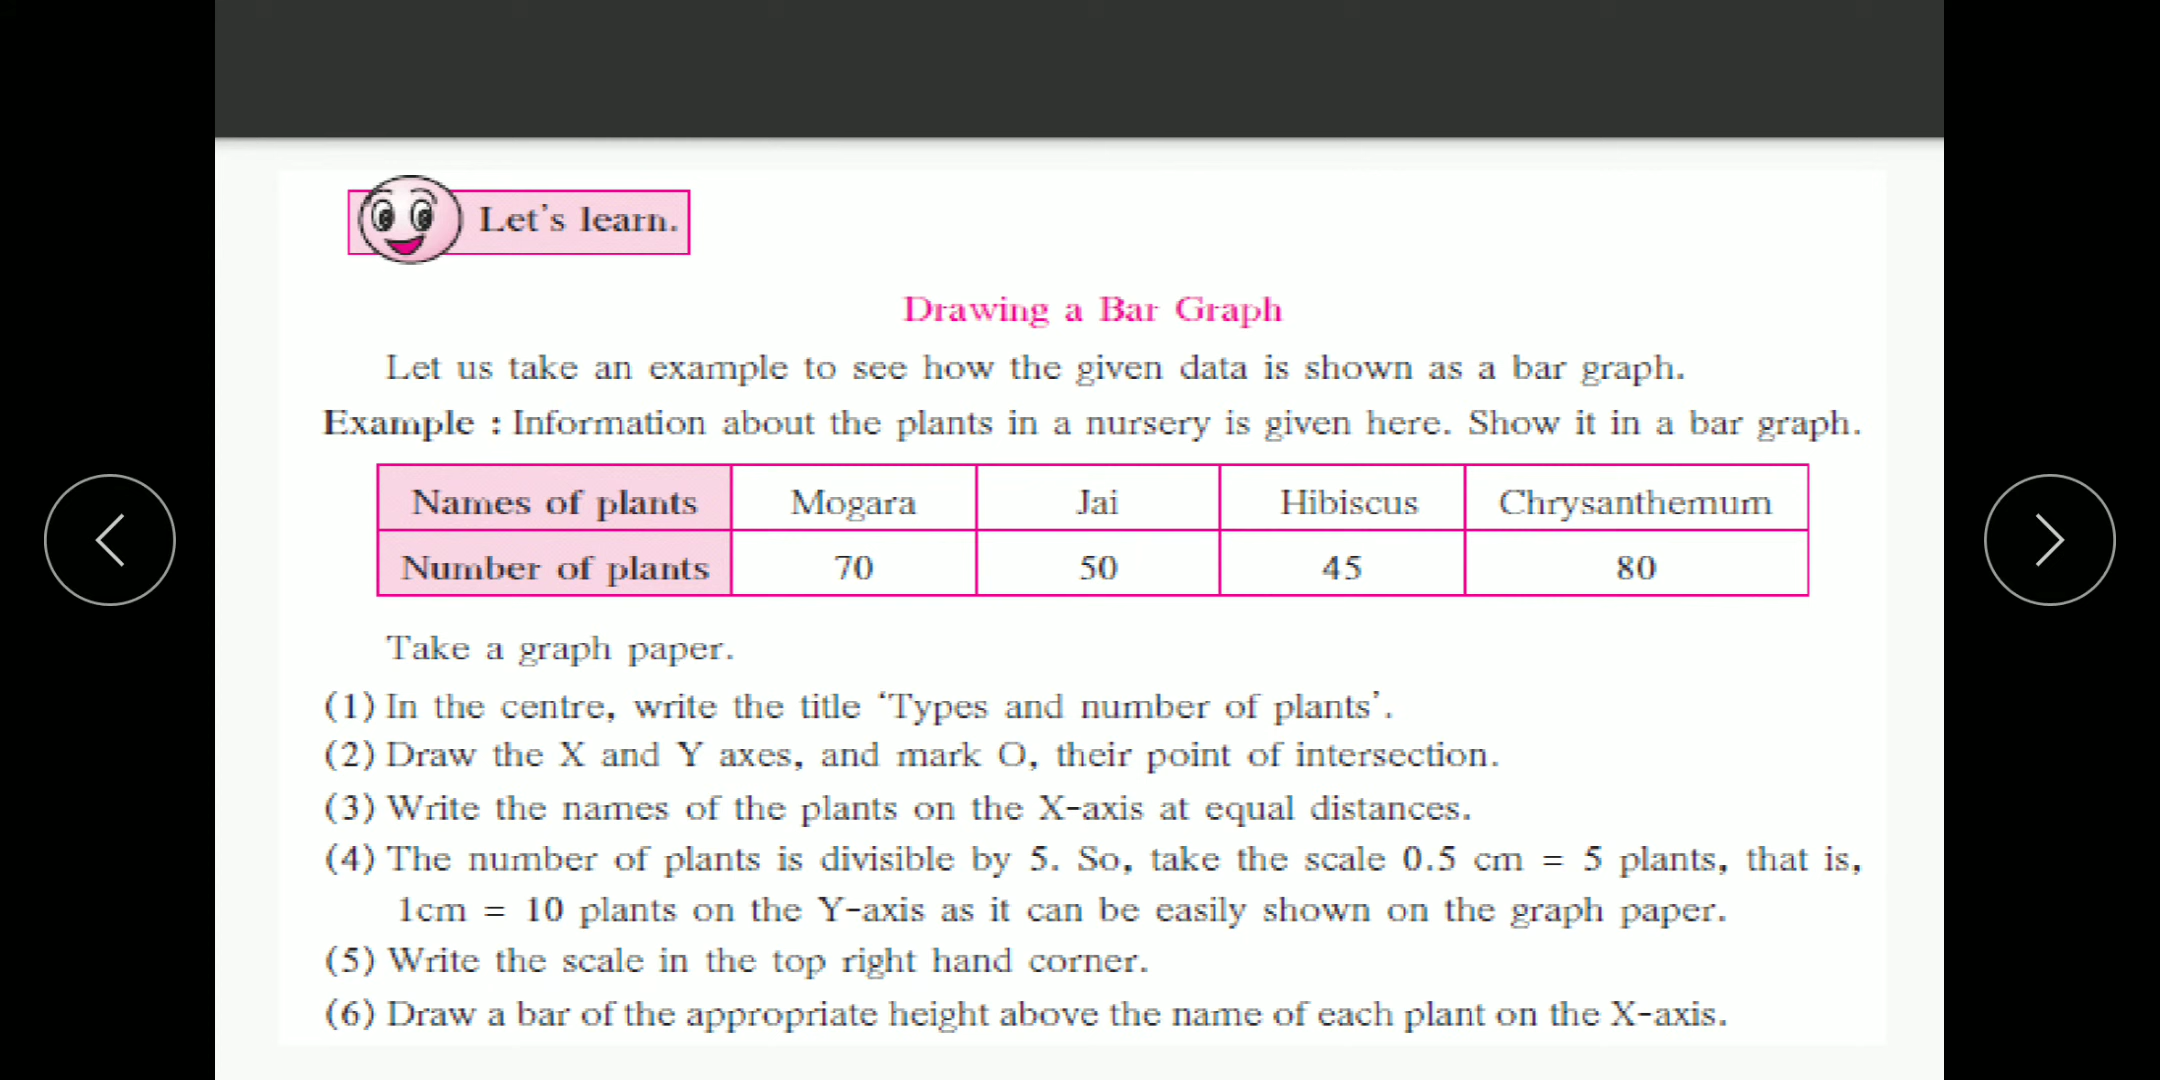 Let's learn.
Drawing a Bar Graph
Let us take an example to see how the given data is shown as a bar graph.
Example : Information about the plants in a nursery is given here. Show it in a bar graph.
Names of plants Mogara Jai Hibiscus Chrysanthemum
Number of plants 70 50 45 80
Take a graph paper.
(1) In the centre, write the title ‘Types and number of plants’.
(2) Draw the X and Y axes, and mark O, their point of intersection.
(3) Write the names of the plants on the X-axis at equal distances.
(4) The number of plants is divisible by 5. So, take the scale 0.5 cm = 5 plants, that is,
1cm = 10 plants on the Y-axis as it can be easily shown on the graph paper.
(5) Write the scale in the top right hand corner.
(6) Draw a bar of the appropriate height above the name of each plant on the X-axis.